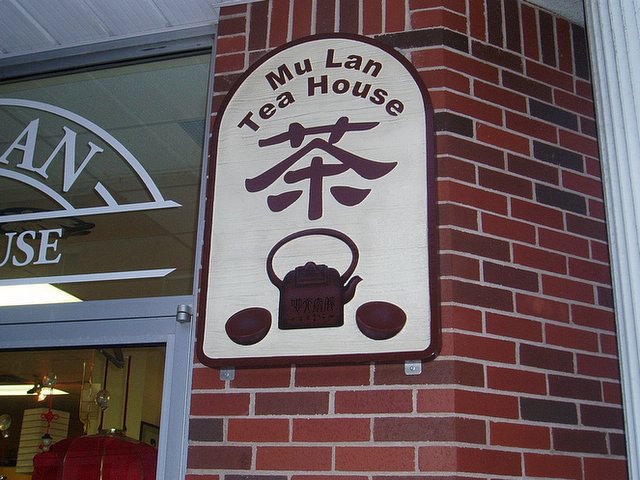 Mu Lan
Tea House
茶
AN
USE